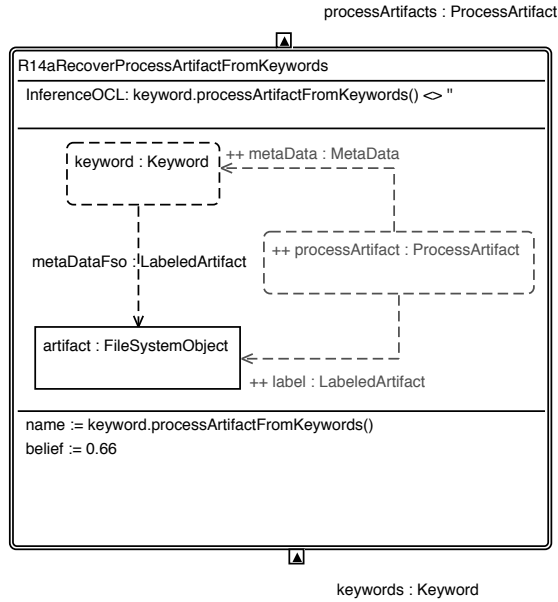 processArtifacts : ProcessArtifact
R14aRecoverProcessArtifactFromKeywords
InferenceOCL: keyword.processArtifactFromKeywords() <> ''
keyword : Keyword
++ metaData : MetaData
++ processArtifact : ProcessArtifact
metaDataFso : LabeledArtifact
artifact : FileSystemObject
++ label : LabeledArtifact
name := keyword.processArtifactFromKeywords()
belief := 0.66
keywords : Keyword